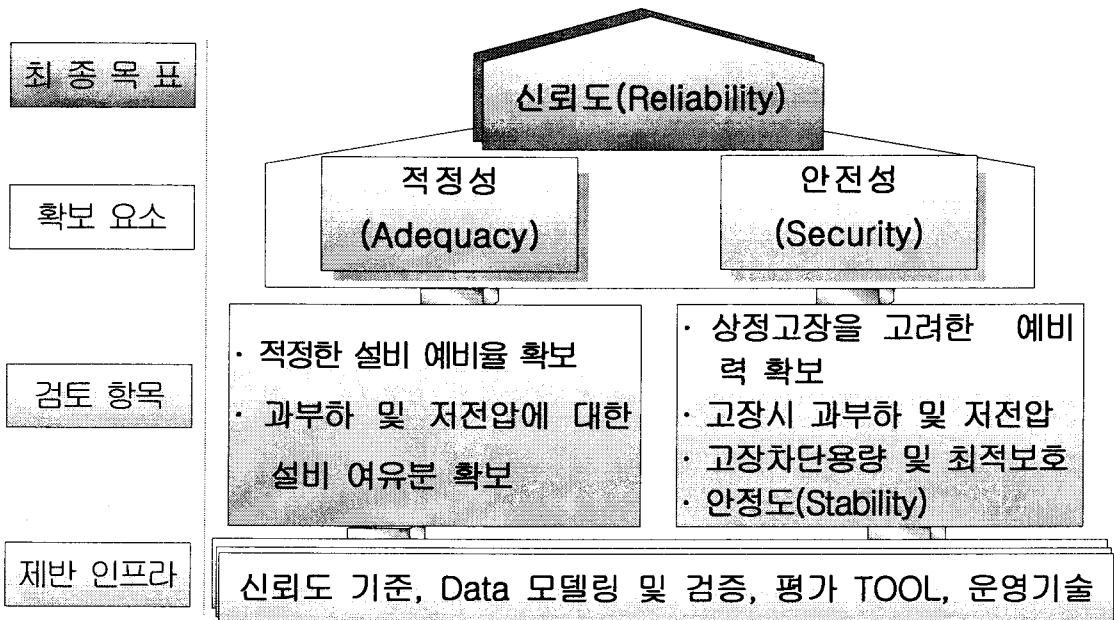 최 종 목 표
신뢰도(Reliability)
확보 요소
적정성
(Adequacy)
안전성
(Security)
검토 항목
· 적정한 설비 예비율 확보
· 과부하 및 저전압에 대한
설비 여유분 확보
· 상정고장을 고려한 예비
력 확보
· 고장시 과부하 및 저전압
· 고장차단용량 및 최적보호
· 안정도(Stability)
제반 인프라
신뢰도 기준, Data 모델링 및 검증, 평가 TOOL, 운영기술